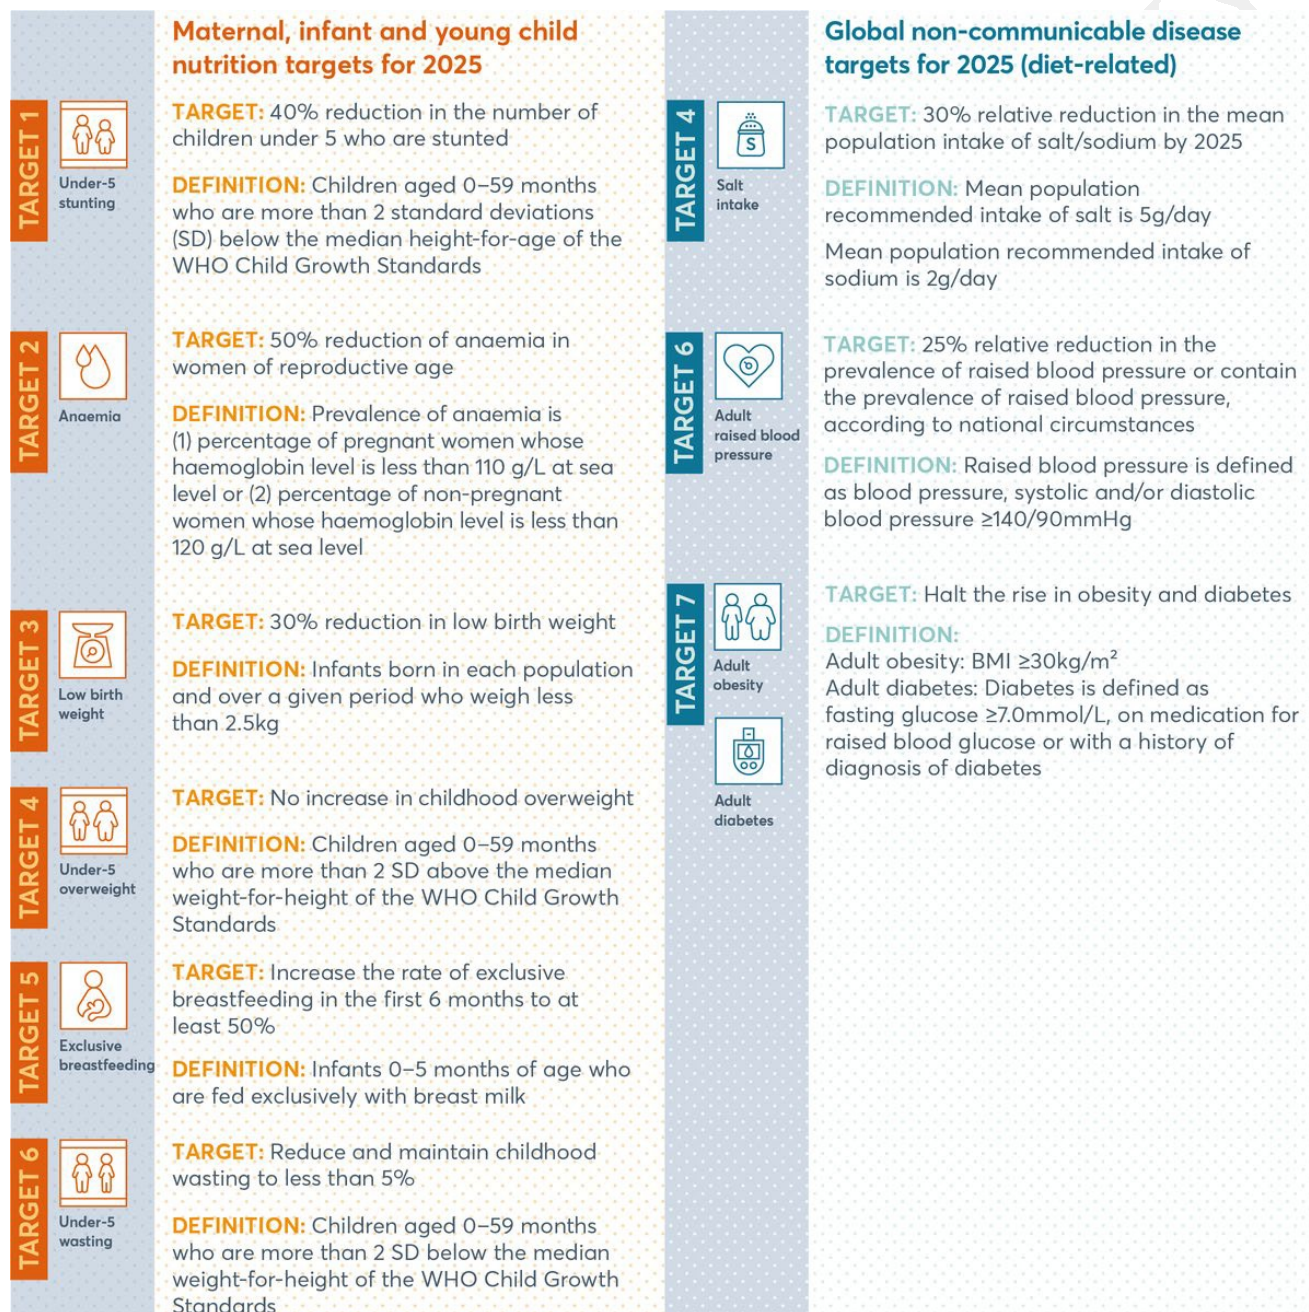 Maternal, infant and young child
nutrition targets for 2025
TARGET 1
Under-5
stunting
TARGET: 40% reduction in the number of
children under 5 who are stunted
DEFINITION: Children aged 0–59 months
who are more than 2 standard deviations
(SD) below the median height-for-age of the
WHO Child Growth Standards
TARGET 2
Anaemia
TARGET: 50% reduction of anaemia in
women of reproductive age
DEFINITION: Prevalence of anaemia is
(1) percentage of pregnant women whose
haemoglobin level is less than 110 g/L at sea
level or (2) percentage of non-pregnant
women whose haemoglobin level is less than
120 g/L at sea level
TARGET 3
Low birth
weight
TARGET: 30% reduction in low birth weight
DEFINITION: Infants born in each population
and over a given period who weigh less
than 2.5kg
TARGET 4
Under-5
overweight
TARGET: No increase in childhood overweight
DEFINITION: Children aged 0–59 months
who are more than 2 SD above the median
weight-for-height of the WHO Child Growth
Standards
TARGET 5
Exclusive
breastfeeding
TARGET: Increase the rate of exclusive
breastfeeding in the first 6 months to at
least 50%
DEFINITION: Infants 0–5 months of age who
are fed exclusively with breast milk
TARGET 6
Under-5
wasting
TARGET: Reduce and maintain childhood
wasting to less than 5%
DEFINITION: Children aged 0–59 months
who are more than 2 SD below the median
weight-for-height of the WHO Child Growth
Standards
Global non-communicable disease
targets for 2025 (diet-related)
TARGET 4
S
Salt
intake
TARGET: 30% relative reduction in the mean
population intake of salt/sodium by 2025
DEFINITION: Mean population
recommended intake of salt is 5g/day
Mean population recommended intake of
sodium is 2g/day
TARGET 6
Adult
raised blood
pressure
TARGET: 25% relative reduction in the
prevalence of raised blood pressure or contain
the prevalence of raised blood pressure,
according to national circumstances
DEFINITION: Raised blood pressure is defined
as blood pressure, systolic and/or diastolic
blood pressure ≥140/90mmHg
TARGET 7
Adult
obesity
Adult
diabetes
TARGET: Halt the rise in obesity and diabetes
DEFINITION:
Adult obesity: BMI ≥30kg/m²
Adult diabetes: Diabetes is defined as
fasting glucose ≥7.0mmol/L, on medication for
raised blood glucose or with a history of
diagnosis of diabetes